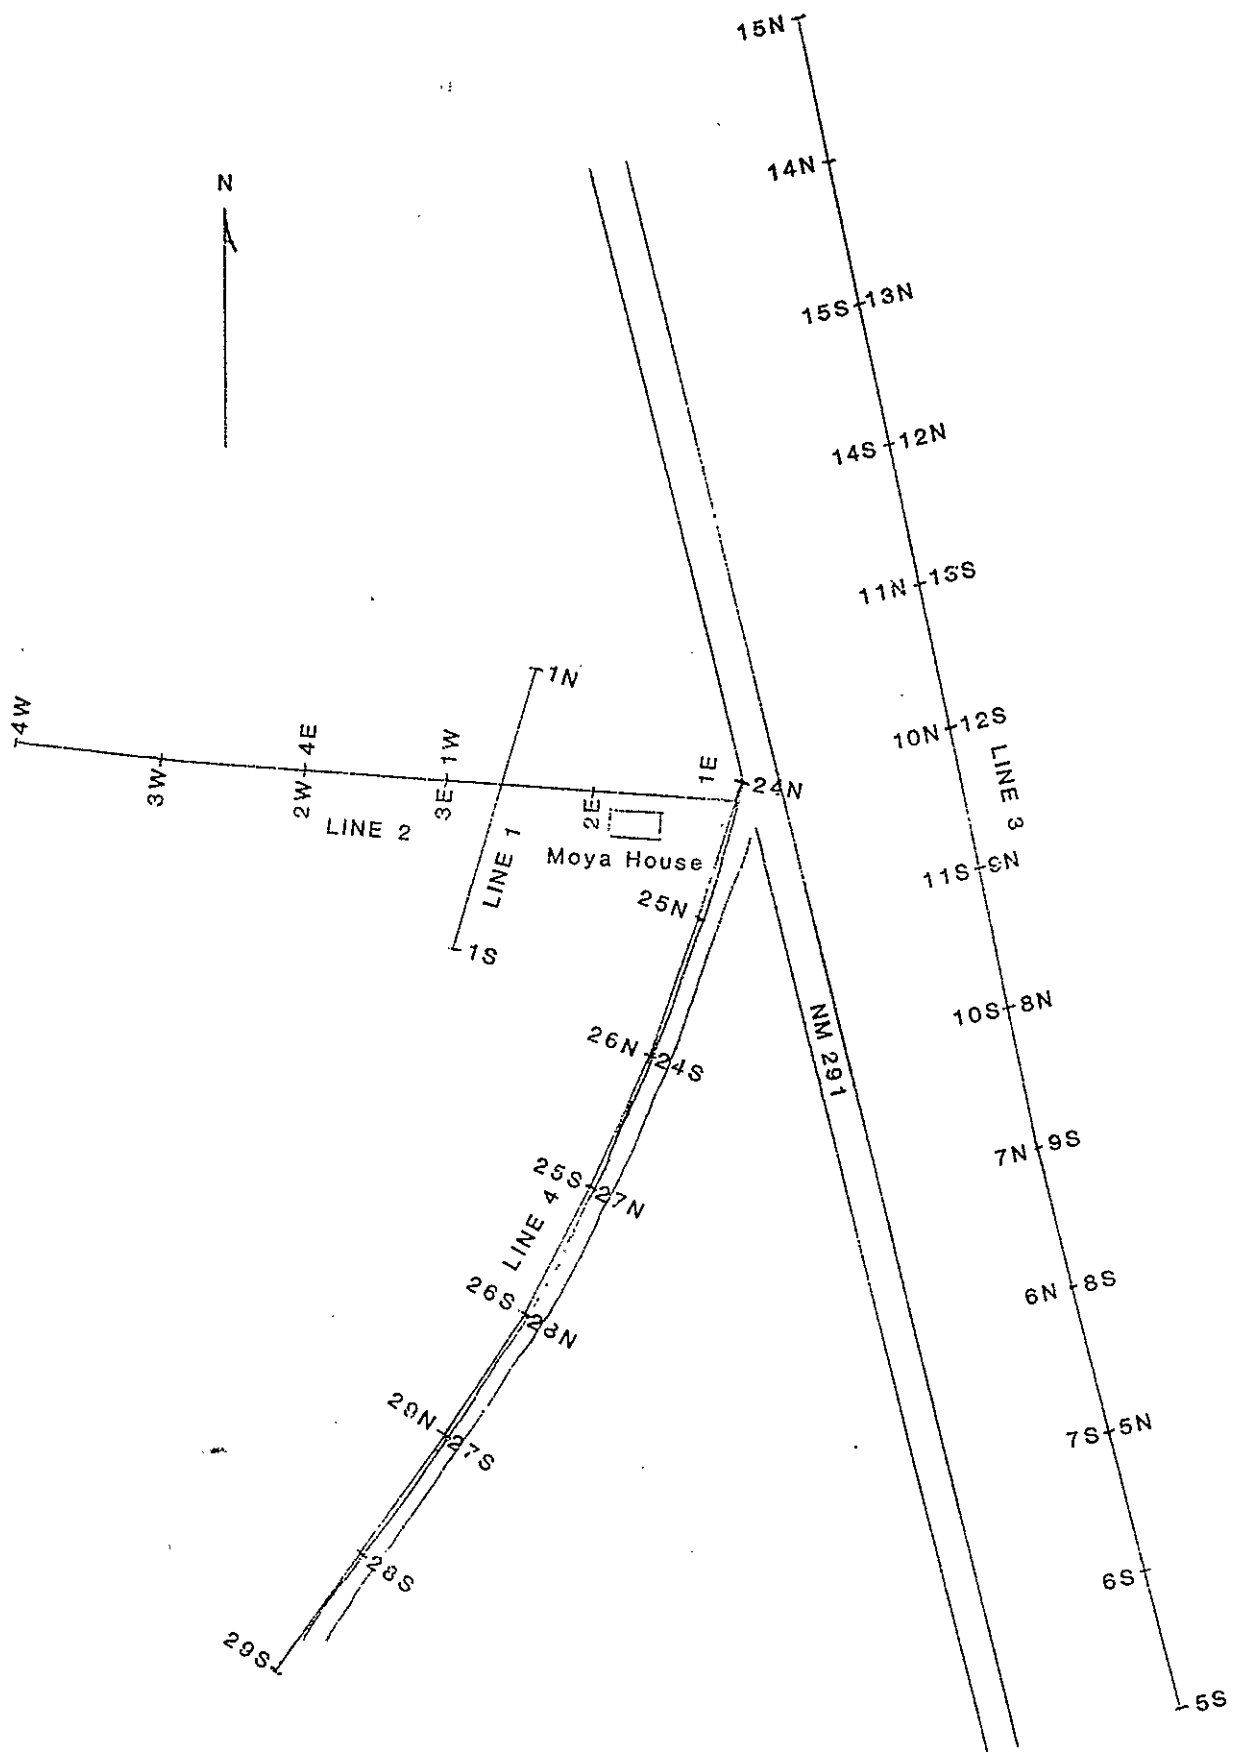 15N
14N
N
15S 13N
14S 12N
11N 13S
1N
4W
3W
2W 4E
3E 1W
2E
1E
24N
10N 12S
LINE 3
LINE 2
LINE 1
Moya House
11S 9N
25N
1S
10S 8N
NM 291
26N 24S
7N 9S
25S 27N
LINE 4
6N 8S
26S 28N
29N 27S
7S 5N
28S
6S
29S
5S